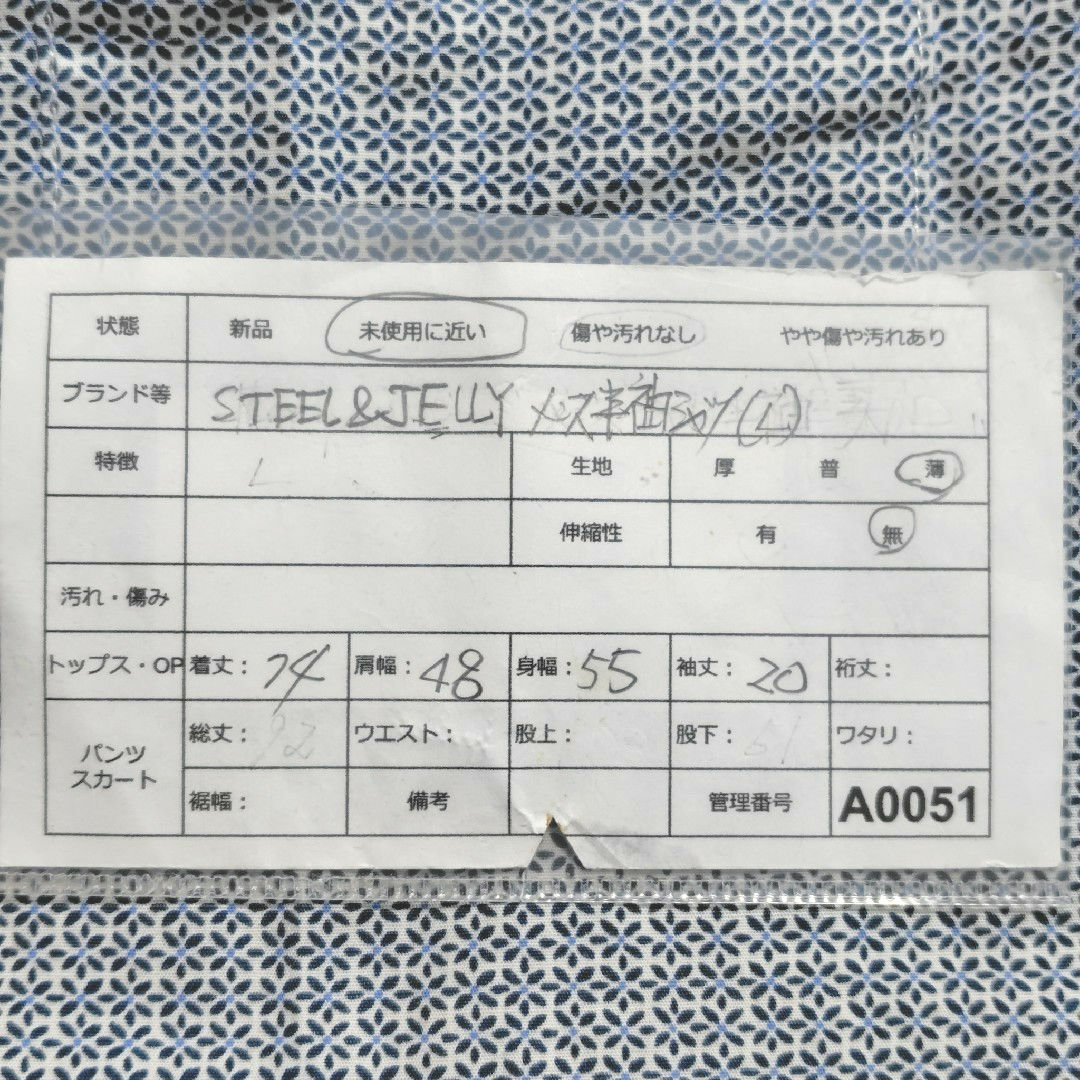 状態 新品 未使用に近い 傷や汚れなし やや傷や汚れあり
ブランド等 STEEL&JELLY メンズ半袖シャツ(L)
特徴 L 生地 厚 普 薄
伸縮性 有 無
汚れ・傷み
トップス・OP 着丈: 74 肩幅: 48 身幅: 55 袖丈: 20 裄丈:
パンツ スカート 総丈: 92 ウエスト: 股上: 股下: 51 ワタリ:
裾幅: 備考 管理番号 A0051